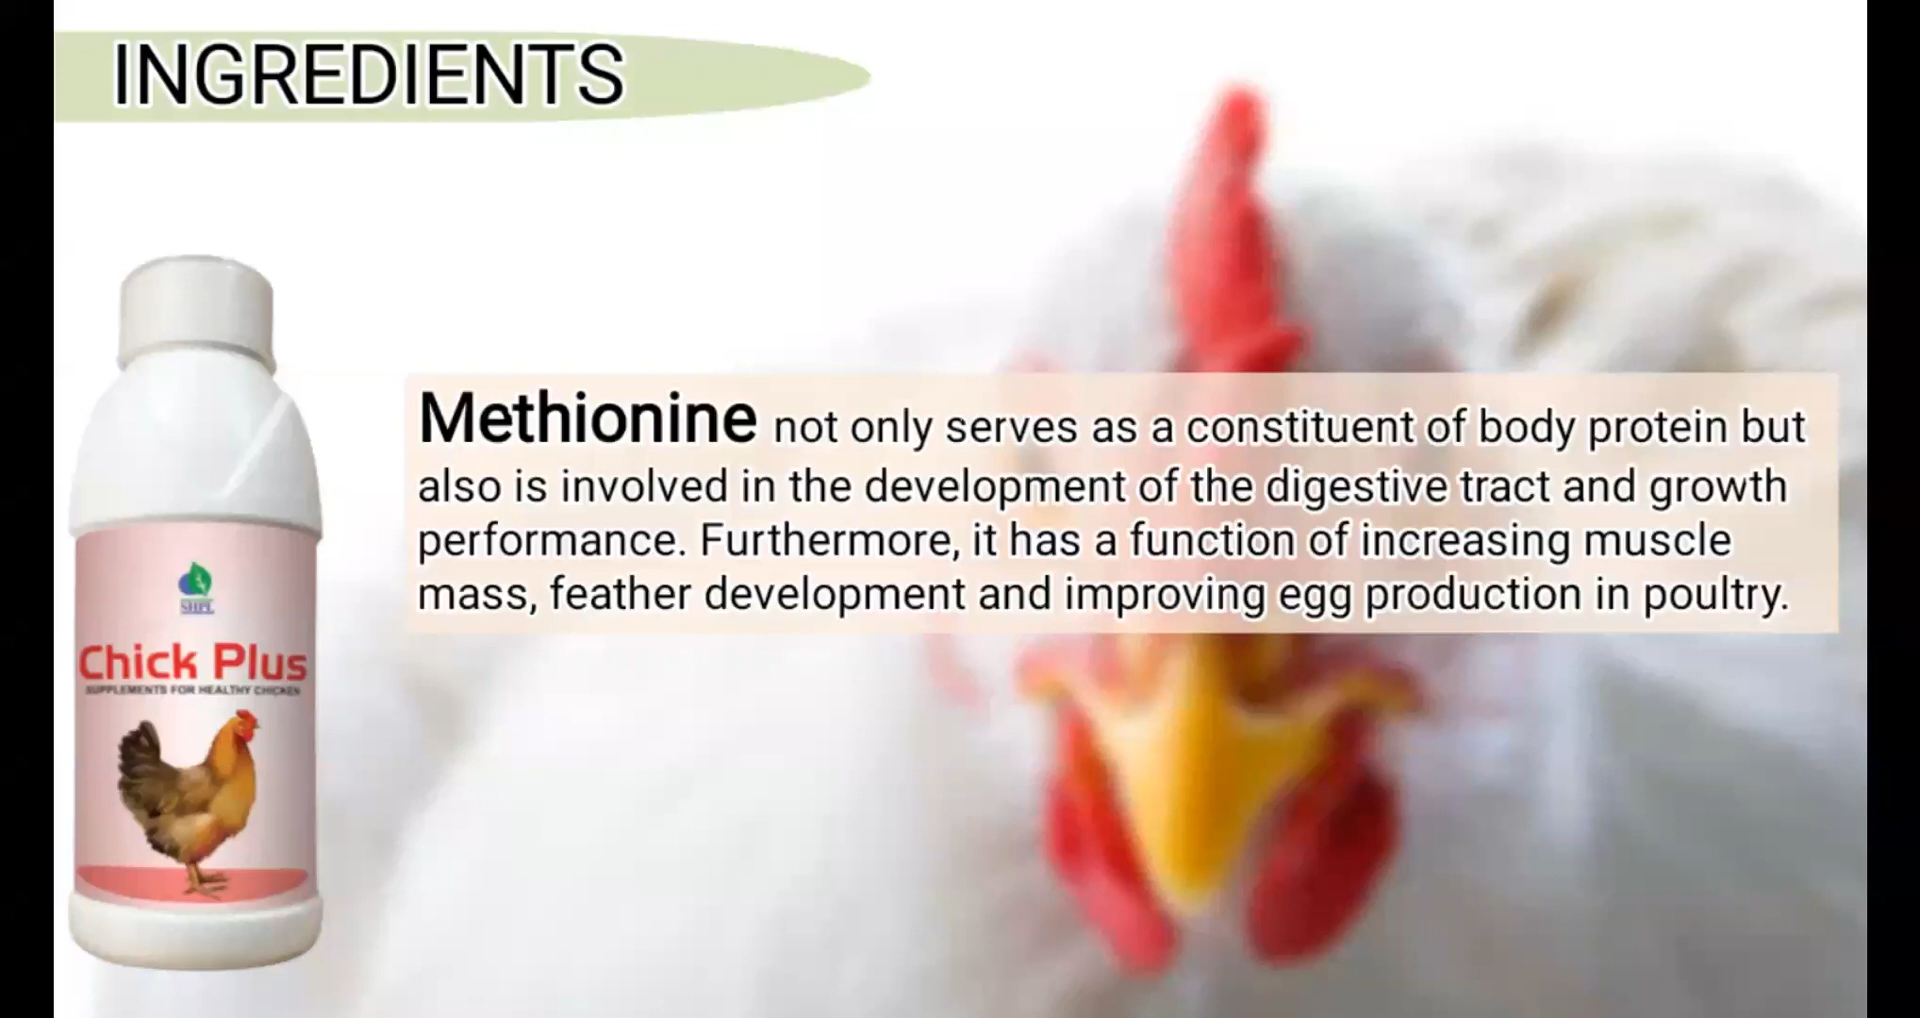 INGREDIENTS
Methionine not only serves as a constituent of body protein but
also is involved in the development of the digestive tract and growth
performance. Furthermore, it has a function of increasing muscle
mass, feather development and improving egg production in poultry.
SHPL
Chick Plus
SUPPLEMENTS FOR HEALTHY CHICKEN